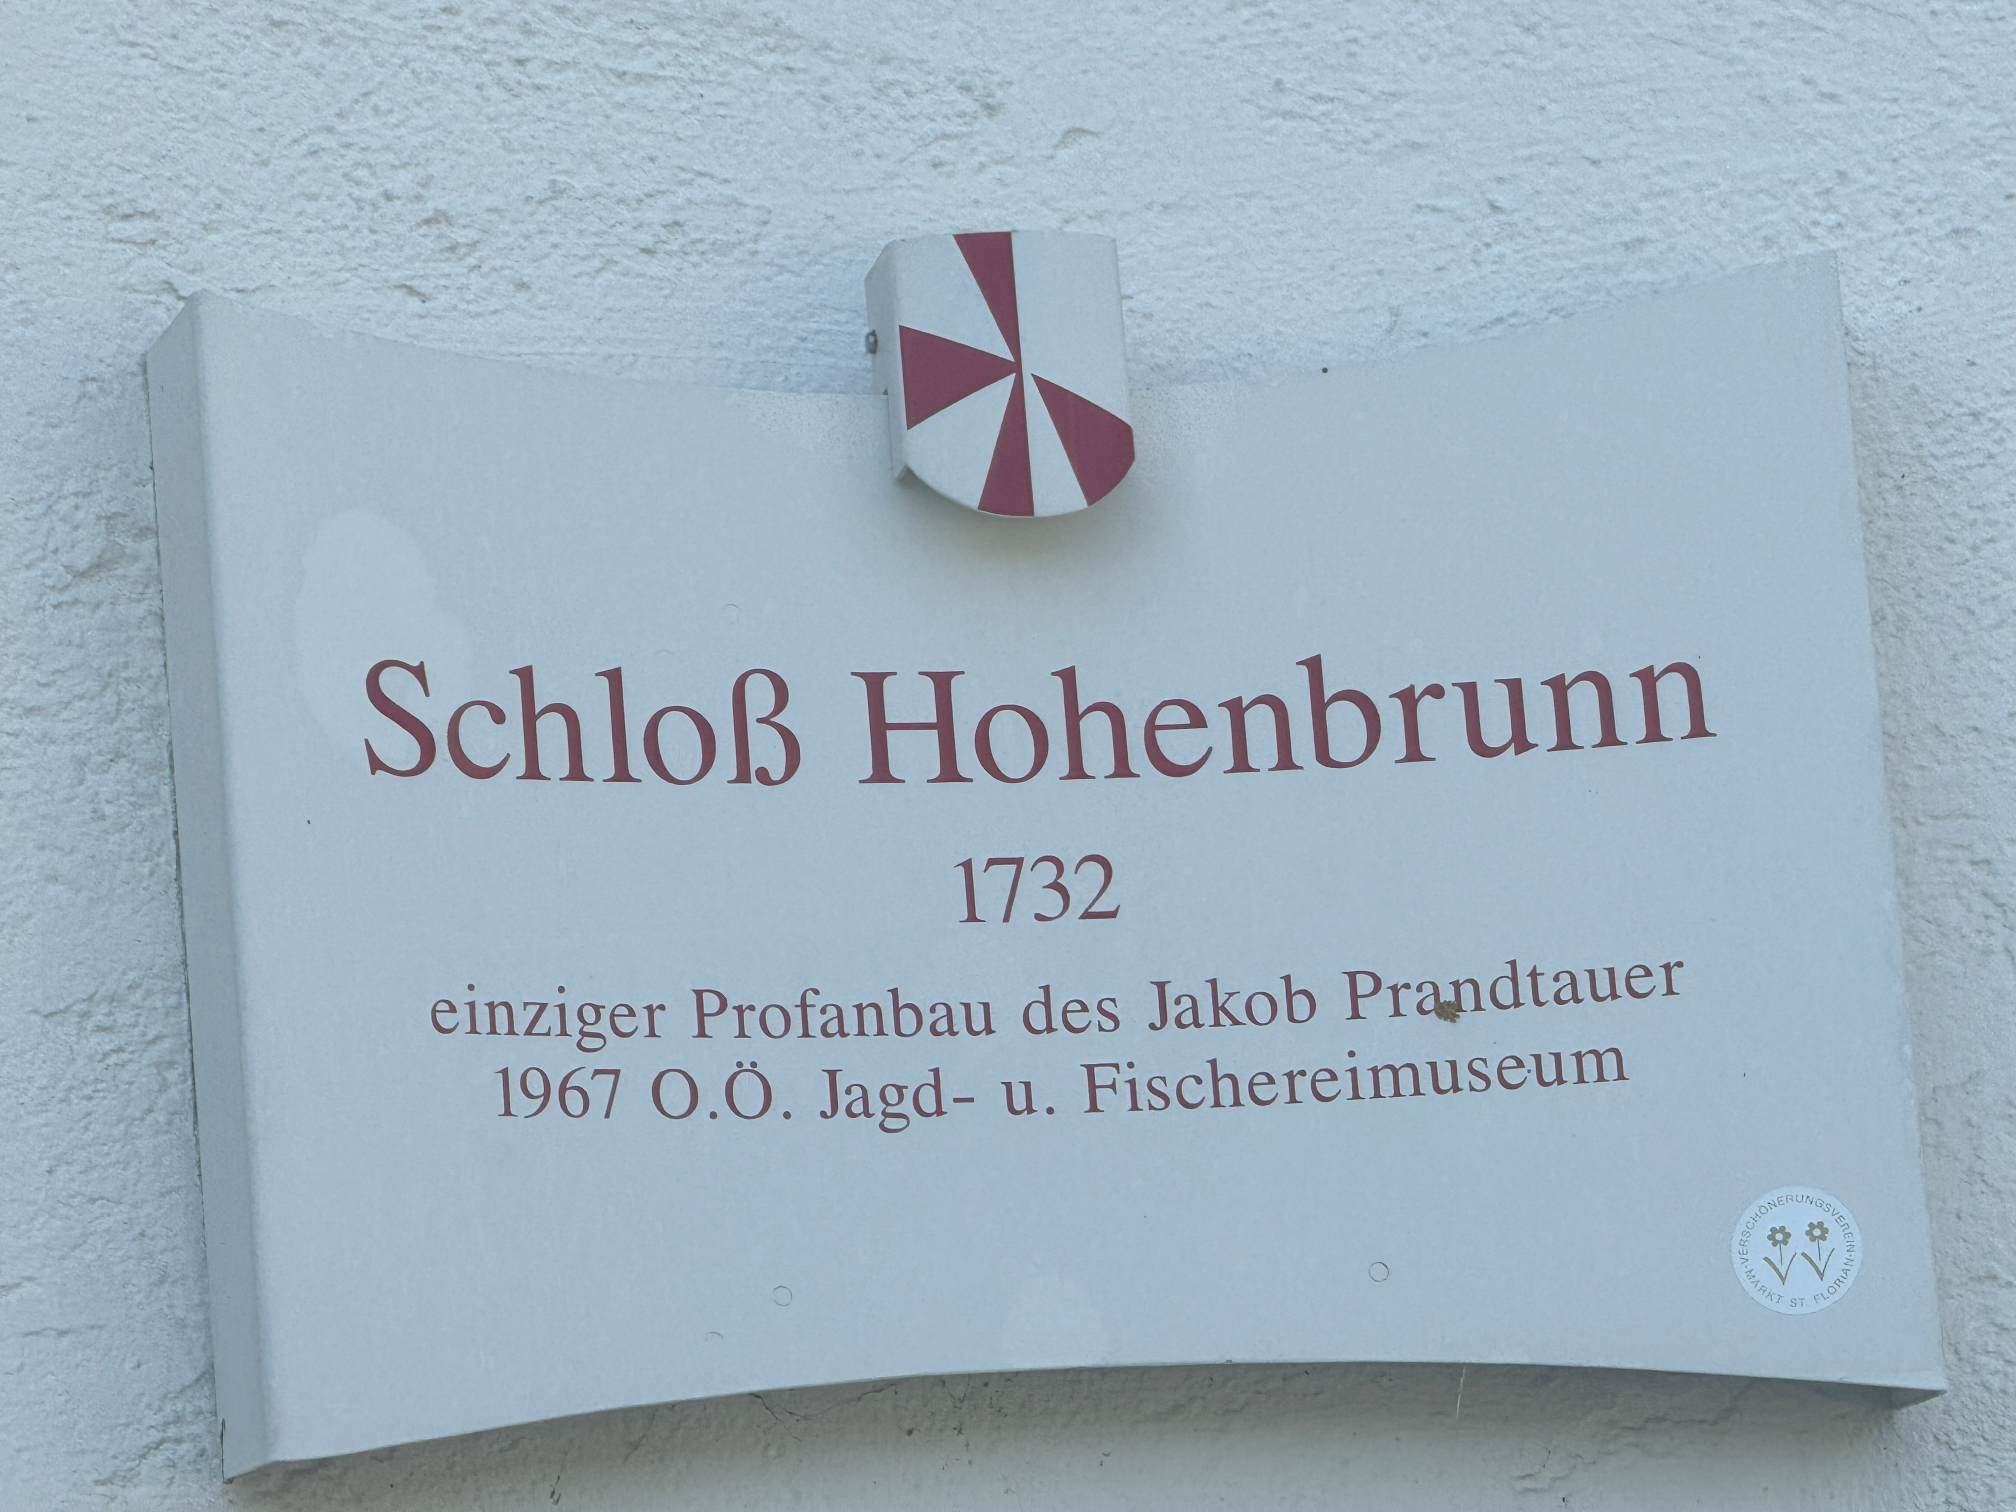 Schloß Hohenbrunn
1732
einziger Profanbau des Jakob Prandtauer
1967 O.Ö. Jagd- u. Fischereimuseum
·VERSCHÖNERUNGSVEREIN·
MARKT ST. FLORIAN